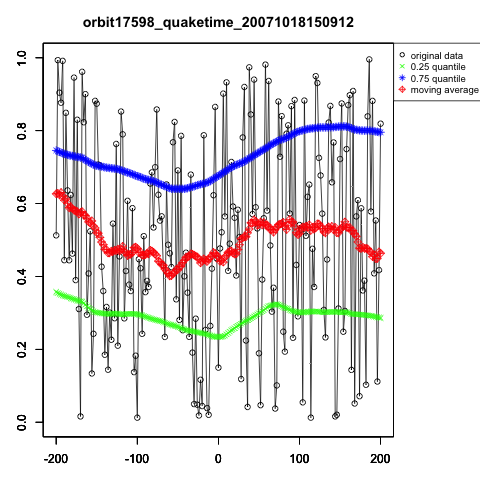 orbit17598_quaketime_20071018150912
original data
0.25 quantile
0.75 quantile
moving average
1.0
0.8
0.6
0.4
0.2
0.0
-200 -100 0 100 200